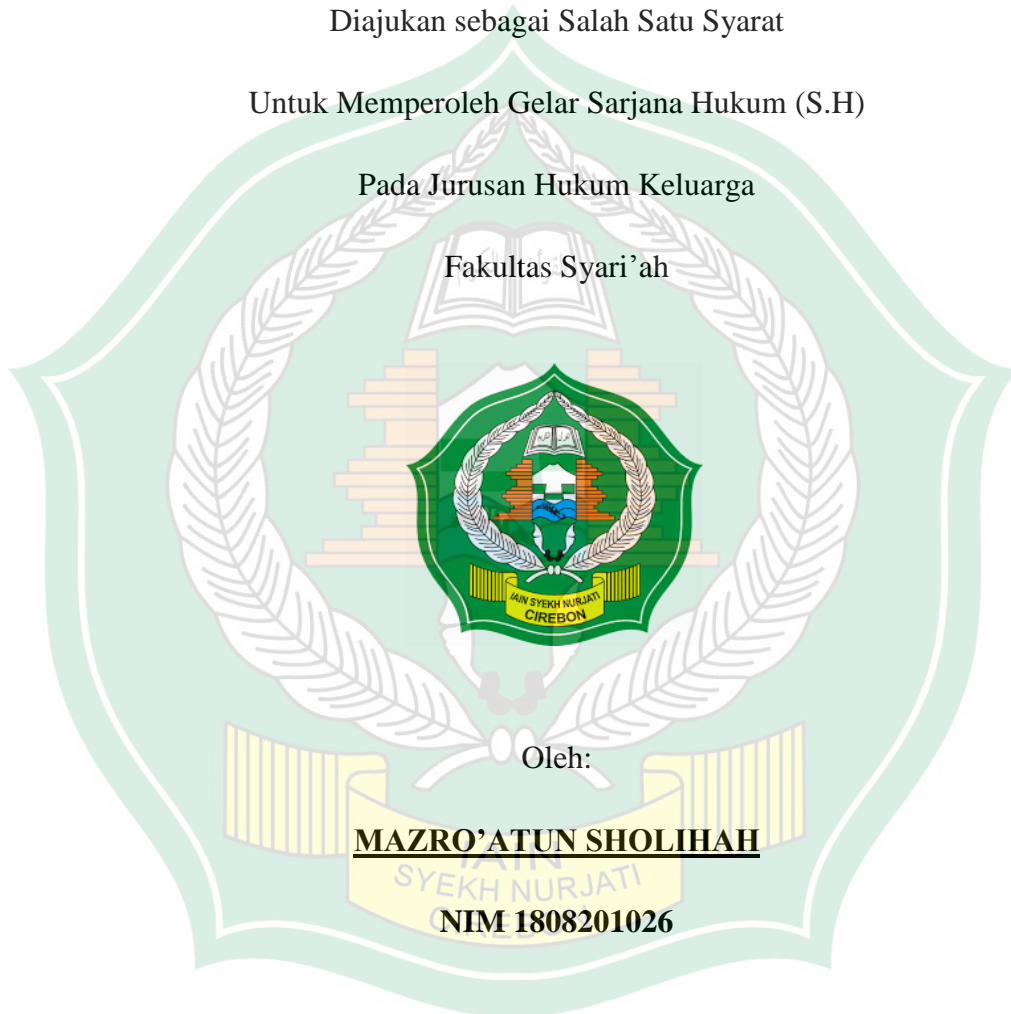 Diajukan sebagai Salah Satu Syarat
Untuk Memperoleh Gelar Sarjana Hukum (S.H)
Pada Jurusan Hukum Keluarga
Fakultas Syari’ah
IAIN SYEKH NURJATI
CIREBON
Oleh:
MAZRO’ATUN SHOLIHAH
IAIN
SYEKH NURJATI
NIM 1808201026
CIREBON